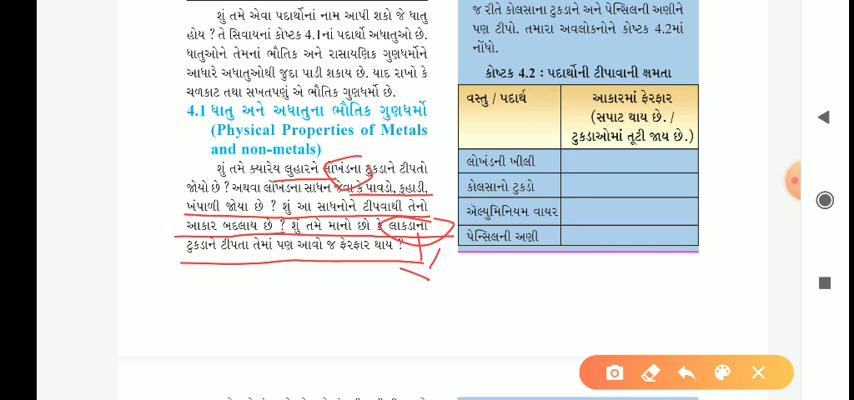 શું તમે એવા પદાર્થોનાં નામ આપી શકો જે ધાતુ
હોય ? તે સિવાયનાં કોષ્ટક 4.1નાં પદાર્થો અધાતુઓ છે.
ધાતુઓને તેમનાં ભૌતિક અને રાસાયણિક ગુણધર્મોને
આધારે અધાતુઓથી જુદા પાડી શકાય છે. યાદ રાખો કે
ચળકાટ તથા સખતપણું એ ભૌતિક ગુણધર્મો છે.
4.1 ધાતુ અને અધાતુના ભૌતિક ગુણધર્મો
(Physical Properties of Metals
and non-metals)
શું તમે ક્યારેય લુહારને લોખંડના ટુકડાને ટીપતો
જોયો છે ? અથવા લોખંડના સાધન જેવા કે પાવડો, કુહાડી,
ખંપાળી જોયા છે ? શું આ સાધનોને ટીપવાથી તેનો
આકાર બદલાય છે ? શું તમે માનો છો કે લાકડાનો
ટુકડાને ટીપતા તેમાં પણ આવો જ ફેરફાર થાય ?
જ રીતે કોલસાના ટુકડાને અને પેન્સિલની અણીને
પણ ટીપો. તમારા અવલોકનોને કોષ્ટક 4.2માં
નોંધો.
કોષ્ટક 4.2 : પદાર્થોની ટીપાવાની ક્ષમતા
વસ્તુ / પદાર્થ આકારમાં ફેરફાર
(સપાટ થાય છે. /
ટુકડાઓમાં તૂટી જાય છે.)
લોખંડની ખીલી
કોલસાનો ટુકડો
ઍલ્યુમિનિયમ વાયર
પેન્સિલની અણી